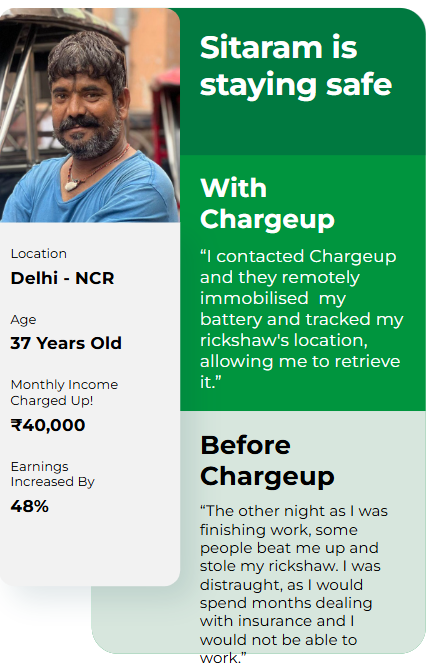 Sitaram is
staying safe
With
Chargeup
“I contacted Chargeup
and they remotely
immobilised  my
battery and tracked my
rickshaw's location,
allowing me to retrieve
it.”
Location
Delhi - NCR
Age
37 Years Old
Monthly Income
Charged Up!
₹40,000
Earnings
Increased By
48%
Before
Chargeup
“The other night as I was
finishing work, some
people beat me up and
stole my rickshaw. I was
distraught, as I would
spend months dealing
with insurance and I
would not be able to
work.”